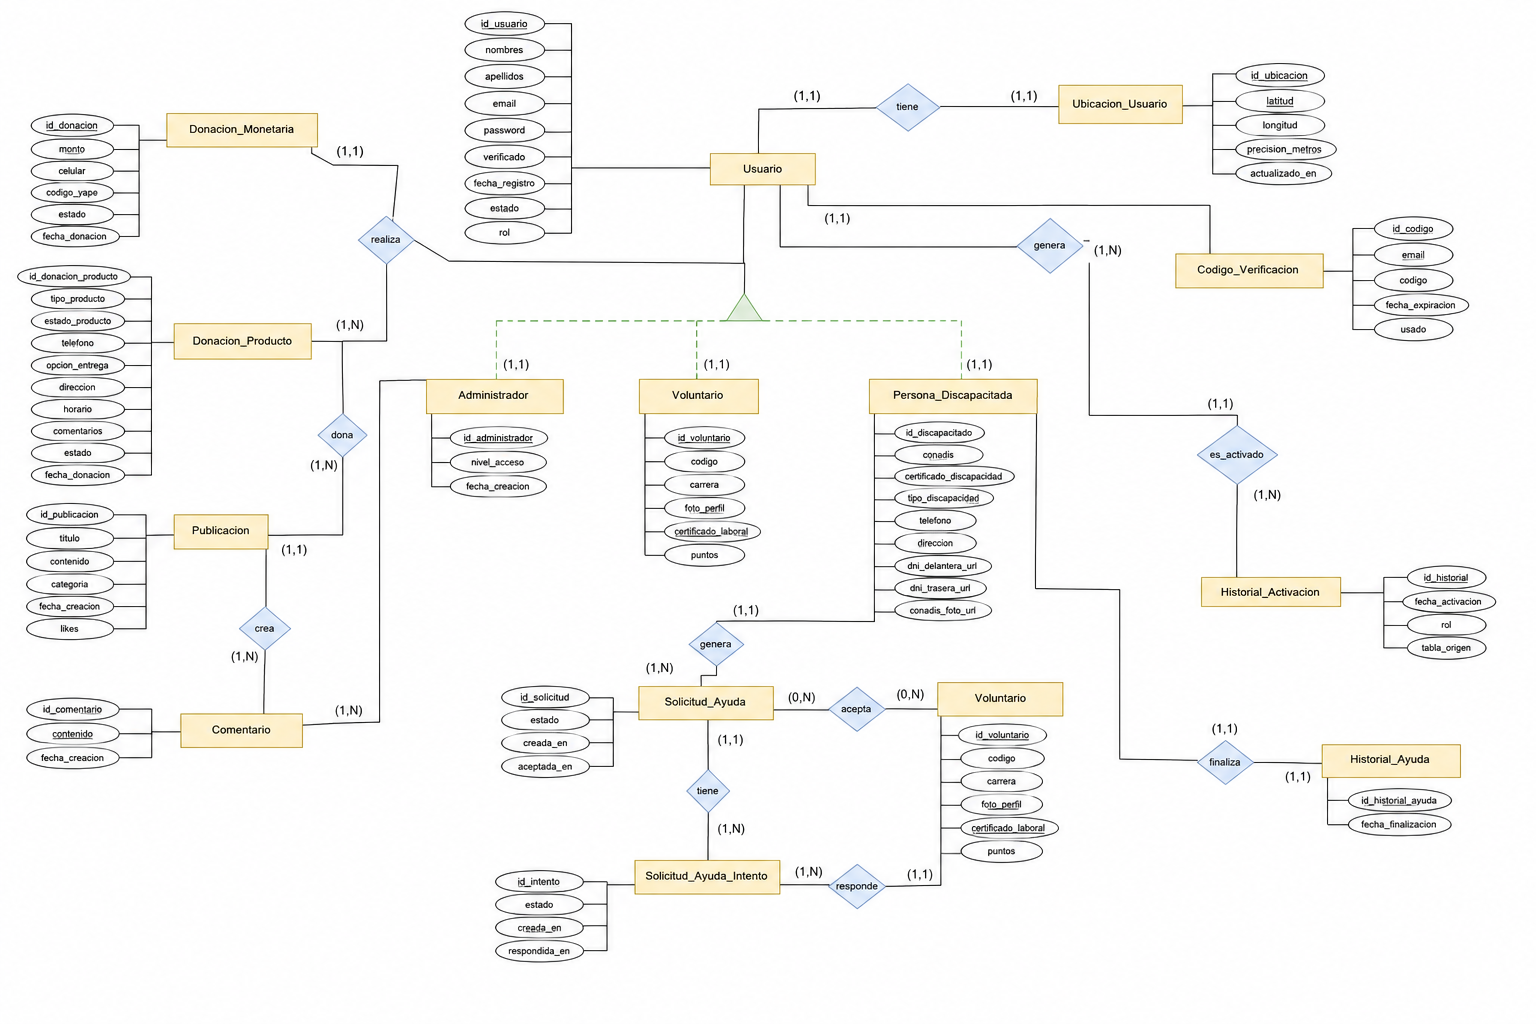 id_usuario
nombres
apellidos
email
password
verificado
fecha_registro
estado
rol
Usuario
(1,1)
tiene
(1,1)
Ubicacion_Usuario
id_ubicacion
latitud
longitud
precision_metros
actualizado_en
Donacion_Monetaria
id_donacion
monto
celular
codigo_yape
estado
fecha_donacion
(1,1)
realiza
(1,1)
genera
(1,N)
Codigo_Verificacion
id_codigo
email
codigo
fecha_expiracion
usado
id_donacion_producto
tipo_producto
estado_producto
telefono
opcion_entrega
direccion
horario
comentarios
estado
fecha_donacion
Donacion_Producto
(1,N)
dona
(1,N)
(1,1)
Administrador
id_administrador
nivel_acceso
fecha_creacion
(1,1)
Voluntario
id_voluntario
codigo
carrera
foto_perfil
certificado_laboral
puntos
(1,1)
Persona_Discapacitada
id_discapacitado
conadis
certificado_discapacidad
tipo_discapacidad
telefono
direccion
dni_delantera_url
dni_trasera_url
conadis_foto_url
(1,1)
es_activado
(1,N)
Historial_Activacion
id_historial
fecha_activacion
rol
tabla_origen
id_publicacion
titulo
contenido
categoria
fecha_creacion
likes
Publicacion
(1,1)
crea
(1,N)
id_comentario
contenido
fecha_creacion
Comentario
(1,N)
(1,1)
genera
(1,N)
id_solicitud
estado
creada_en
aceptada_en
Solicitud_Ayuda
(0,N)
acepta
(0,N)
Voluntario
id_voluntario
codigo
carrera
foto_perfil
certificado_laboral
puntos
(1,1)
tiene
(1,N)
id_intento
estado
creada_en
respondida_en
Solicitud_Ayuda_Intento
(1,N)
responde
(1,1)
(1,1)
finaliza
(1,1)
Historial_Ayuda
id_historial_ayuda
fecha_finalizacion